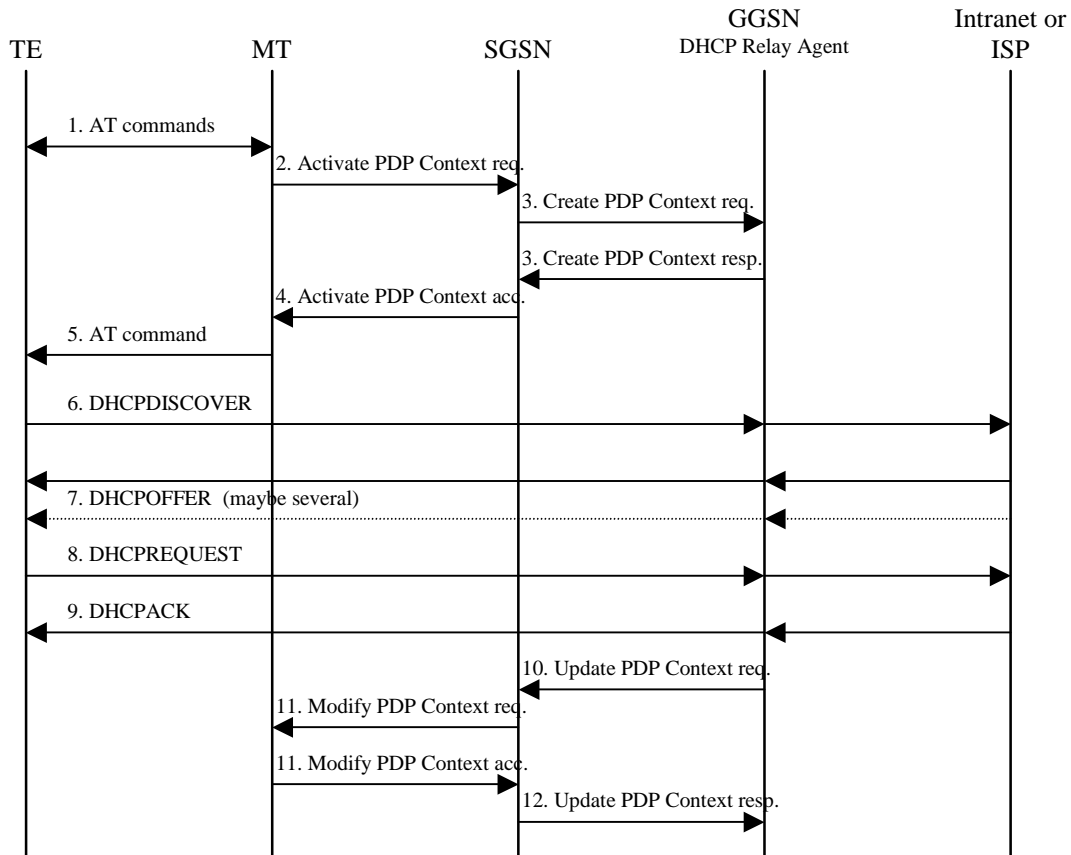 GGSN
Intranet or
TE
MT
SGSN
DHCP Relay Agent
ISP
1. AT commands
2. Activate PDP Context req.
3. Create PDP Context req.
3. Create PDP Context resp.
4. Activate PDP Context acc.
5. AT command
6. DHCPDISCOVER
7. DHCPOFFER (maybe several)
8. DHCPREQUEST
9. DHCPACK
10. Update PDP Context req.
11. Modify PDP Context req.
11. Modify PDP Context acc.
12. Update PDP Context resp.